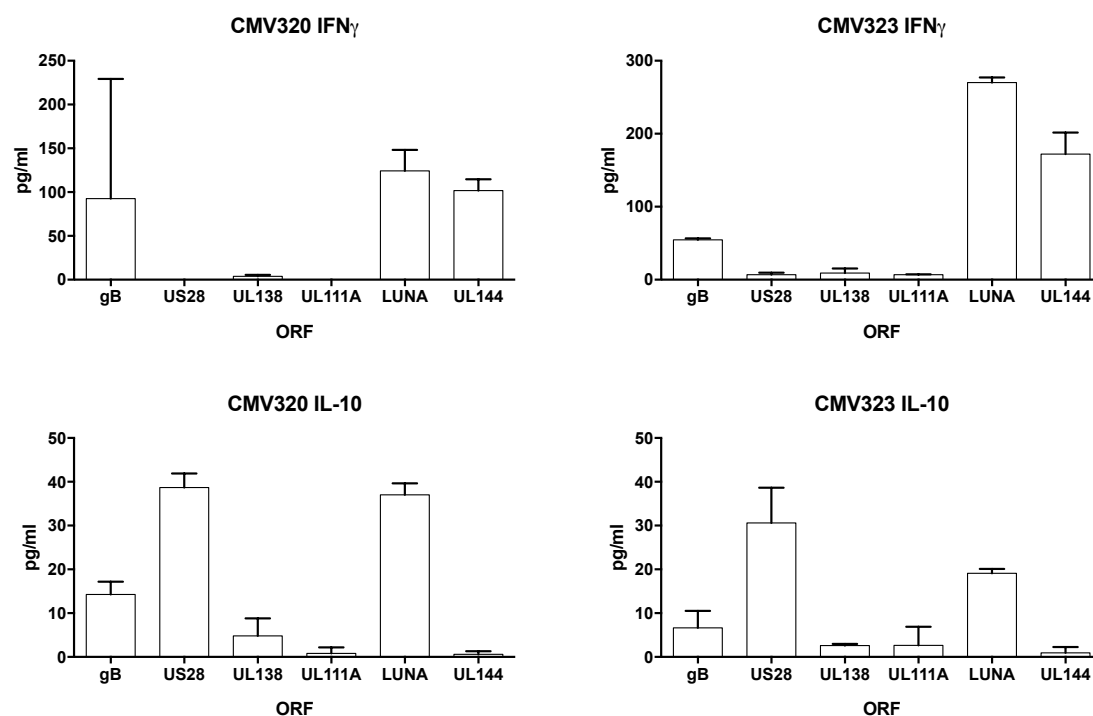 CMV320 IFNγ
250
200
150
100
50
0
pg/ml
gB US28 UL138 UL111A LUNA UL144
ORF
CMV323 IFNγ
300
200
100
0
pg/ml
gB US28 UL138 UL111A LUNA UL144
ORF
CMV320 IL-10
50
40
30
20
10
0
pg/ml
gB US28 UL138 UL111A LUNA UL144
ORF
CMV323 IL-10
50
40
30
20
10
0
pg/ml
gB US28 UL138 UL111A LUNA UL144
ORF